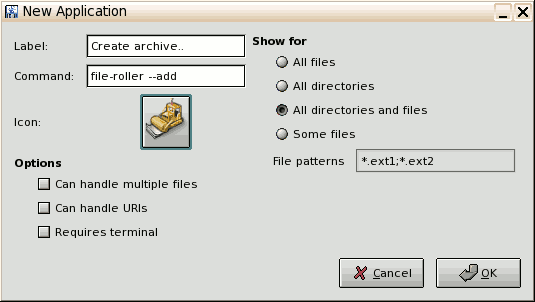 New Application
Label: Create archive..
Command: file-roller --add
Icon:
Options
Can handle multiple files
Can handle URIs
Requires terminal
Show for
All files
All directories
All directories and files
Some files
File patterns *.ext1;*.ext2
Cancel OK